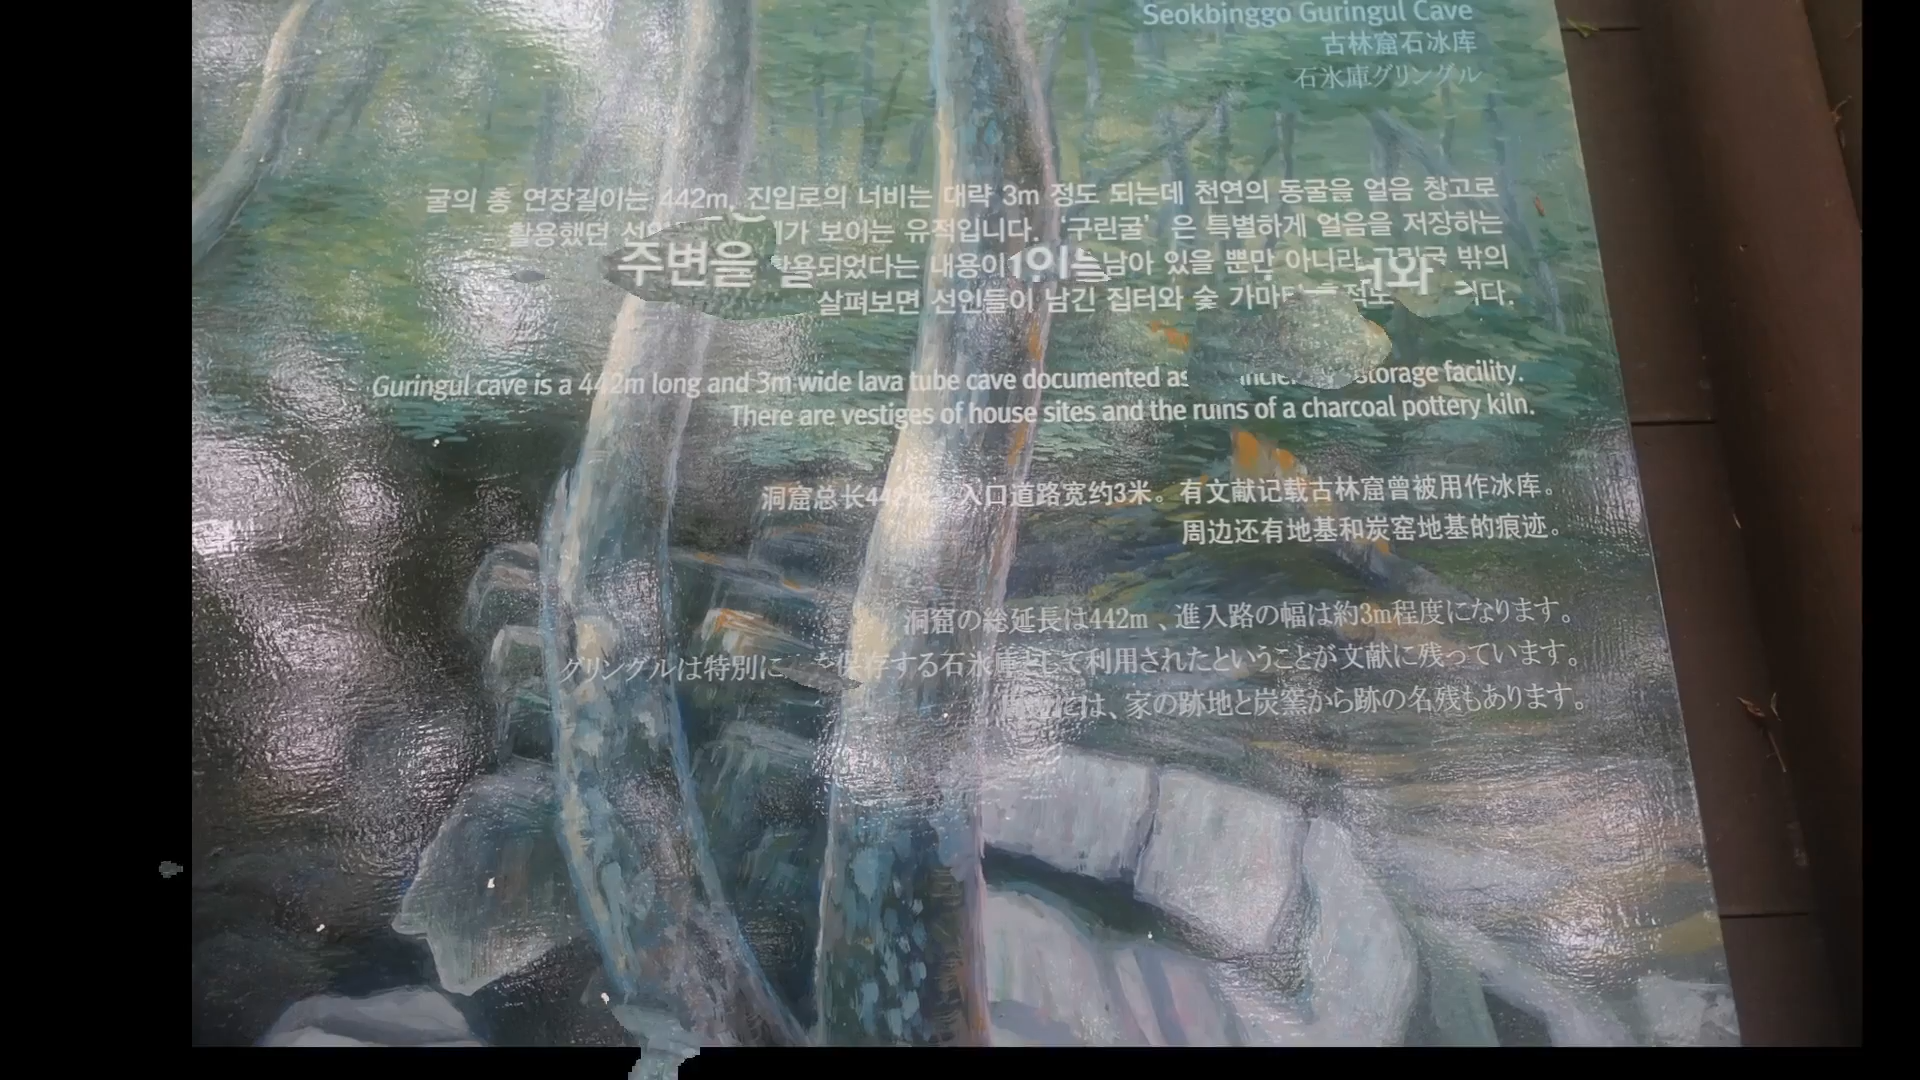 Seokbinggo Guringul Cave
古林窟石冰库
石氷庫グリングル
굴의 총 연장길이는 442m, 진입로의 너비는 대략 3m 정도 되는데 천연의 동굴을 얼음 창고로
활용했던 보이는 유적입니다. ‘구린굴’ 은 특별하게 얼음을 저장하는
주변을 활용되었다는 내용이 남아 있을 뿐만 아니라 밖의
살펴보면 선인들이 남긴 집터와 숯
Guringul cave is a 442m long and 3m wide lava tube cave documented as storage facility.
There are vestiges of house sites and the ruins of a charcoal pottery kiln.
洞窟总长442 入口道路宽约3米。有文献记载古林窟曾被用作冰库。
周边还有地基和炭窑地基的痕迹。
洞窟の総延長は442m 、進入路の幅は約3m程度になります。
グリングルは特別に を保存する石氷庫として利用されたということが文献に残っています。
には、家の跡地と炭窯から跡の名残もあります。